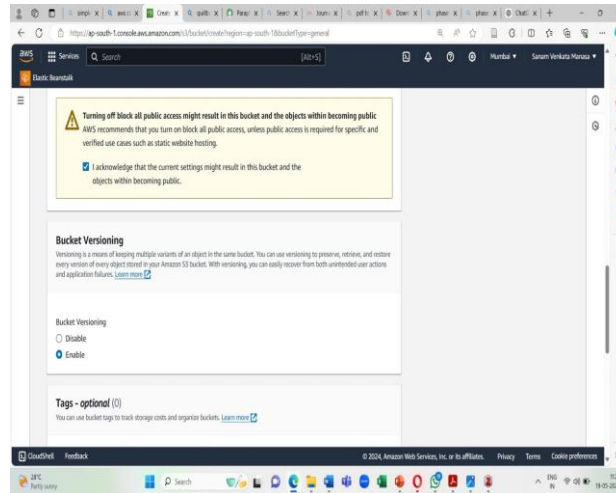 https://ap-south-1.console.aws.amazon.com/s3/bucket/create?region=ap-south-1&bucketType=general
aws Services Search [Alt+S] Mumbai Sanam Venkata Manasa
Elastic Beanstalk
Turning off block all public access might result in this bucket and the objects within becoming public
AWS recommends that you turn on block all public access, unless public access is required for specific and
verified use cases such as static website hosting.
I acknowledge that the current settings might result in this bucket and the
objects within becoming public.
Bucket Versioning
Versioning is a means of keeping multiple variants of an object in the same bucket. You can use versioning to preserve, retrieve, and restore
every version of every object stored in your Amazon S3 bucket. With versioning, you can easily recover from both unintended user actions
and application failures. Learn more
Bucket Versioning
Disable
Enable
Tags - optional (0)
You can use bucket tags to track storage costs and organize buckets. Learn more
CloudShell Feedback © 2024, Amazon Web Services, Inc. or its affiliates. Privacy Terms Cookie preferences
Partly sunny
Search
ENG
IN